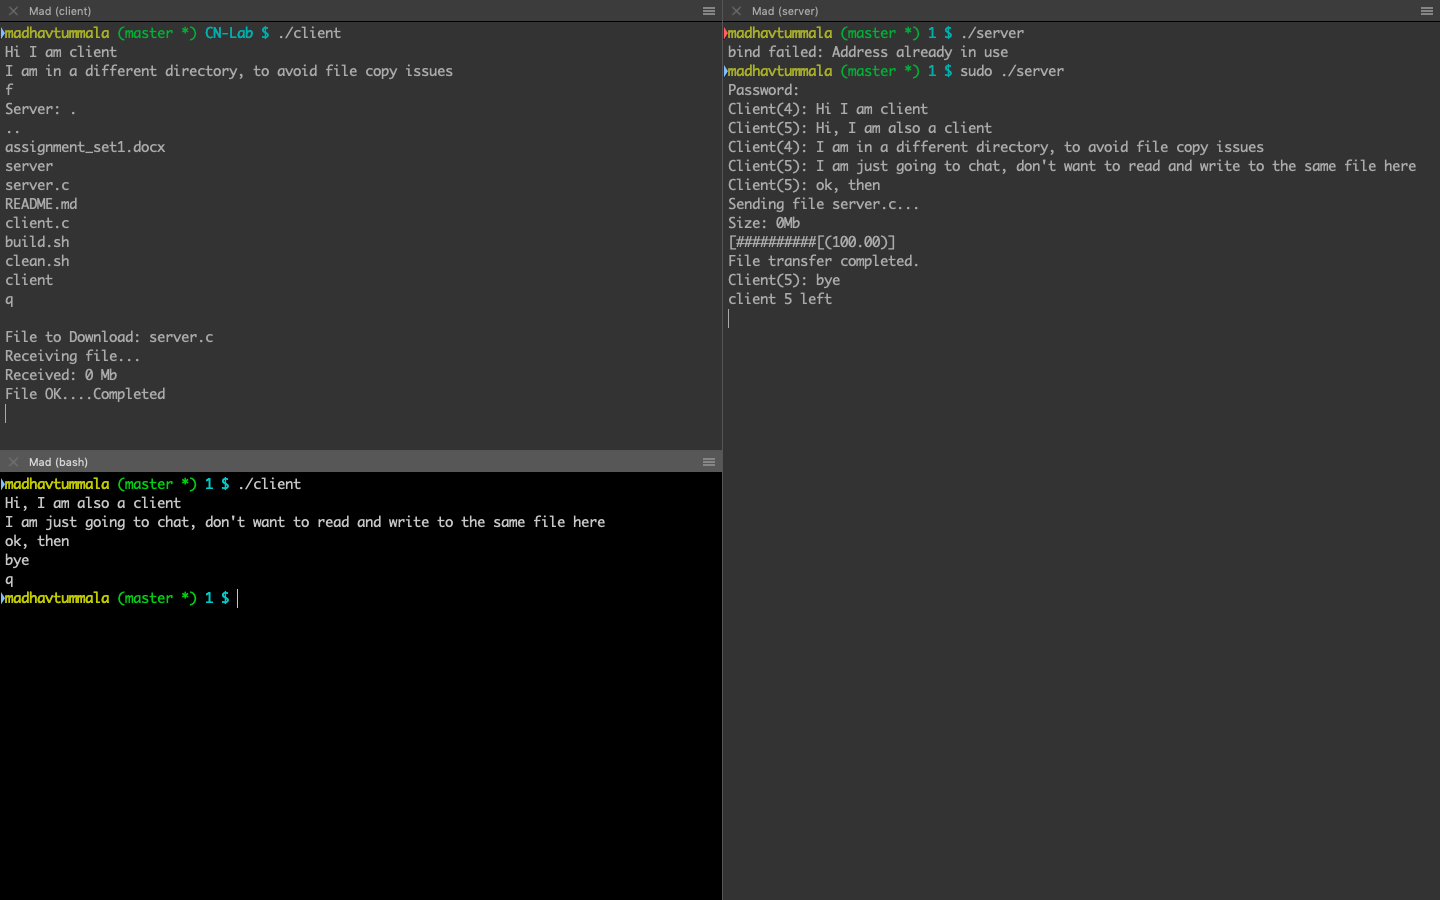 Mad (client)
madhavtummala (master *) CN-Lab $ ./client
Hi I am client
I am in a different directory, to avoid file copy issues
f
Server: .
..
assignment_set1.docx
server
server.c
README.md
client.c
build.sh
clean.sh
client
q
File to Download: server.c
Receiving file...
Received: 0 Mb
File OK....Completed
Mad (bash)
madhavtummala (master *) 1 $ ./client
Hi, I am also a client
I am just going to chat, don't want to read and write to the same file here
ok, then
bye
q
madhavtummala (master *) 1 $
Mad (server)
madhavtummala (master *) 1 $ ./server
bind failed: Address already in use
madhavtummala (master *) 1 $ sudo ./server
Password:
Client(4): Hi I am client
Client(5): Hi, I am also a client
Client(4): I am in a different directory, to avoid file copy issues
Client(5): I am just going to chat, don't want to read and write to the same file here
Client(5): ok, then
Sending file server.c...
Size: 0Mb
[##########[(100.00)]
File transfer completed.
Client(5): bye
client 5 left